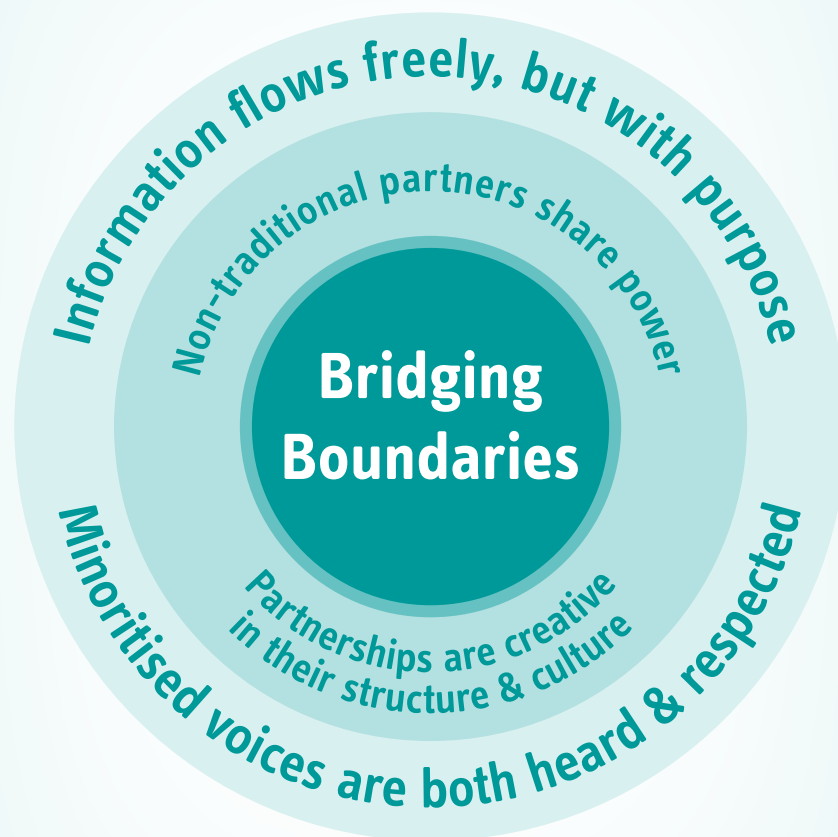 Information flows freely, but with purpose
Non-traditional partners share power
Bridging
Boundaries
Partnerships are creative
in their structure & culture
Minoritised voices are both heard & respected